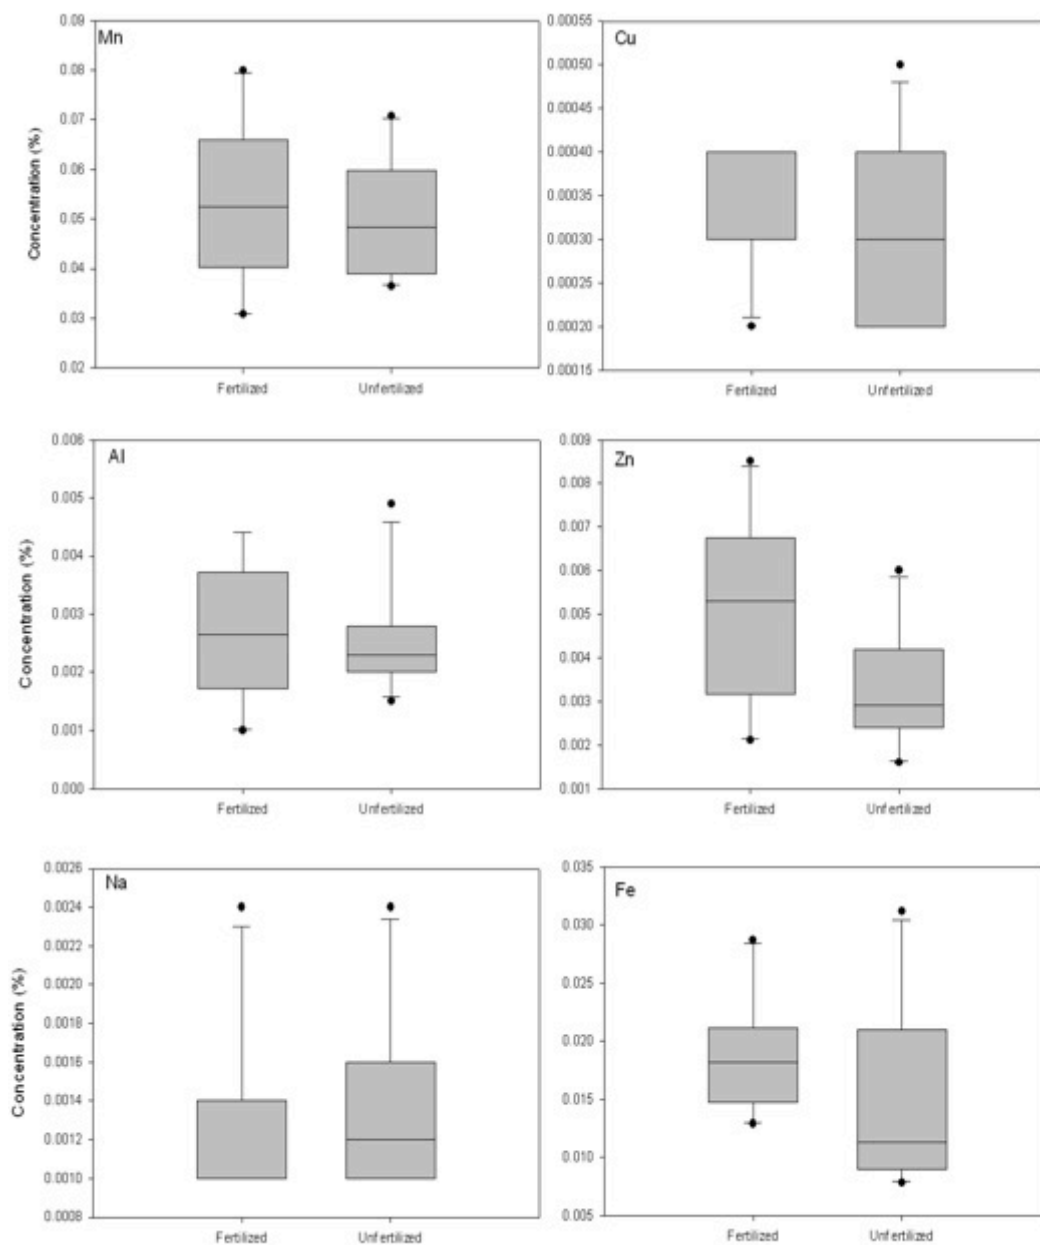 Mn
Concentration (%)
0.09
0.08
0.07
0.06
0.05
0.04
0.03
0.02
Fertilized
Unfertilized
Cu
0.00055
0.00050
0.00045
0.00040
0.00035
0.00030
0.00025
0.00020
0.00015
Fertilized
Unfertilized
Al
Concentration (%)
0.006
0.005
0.004
0.003
0.002
0.001
0.000
Fertilized
Unfertilized
Zn
0.009
0.008
0.007
0.006
0.005
0.004
0.003
0.002
0.001
Fertilized
Unfertilized
Na
Concentration (%)
0.0026
0.0024
0.0022
0.0020
0.0018
0.0016
0.0014
0.0012
0.0010
0.0008
Fertilized
Unfertilized
Fe
0.035
0.030
0.025
0.020
0.015
0.010
0.005
Fertilized
Unfertilized